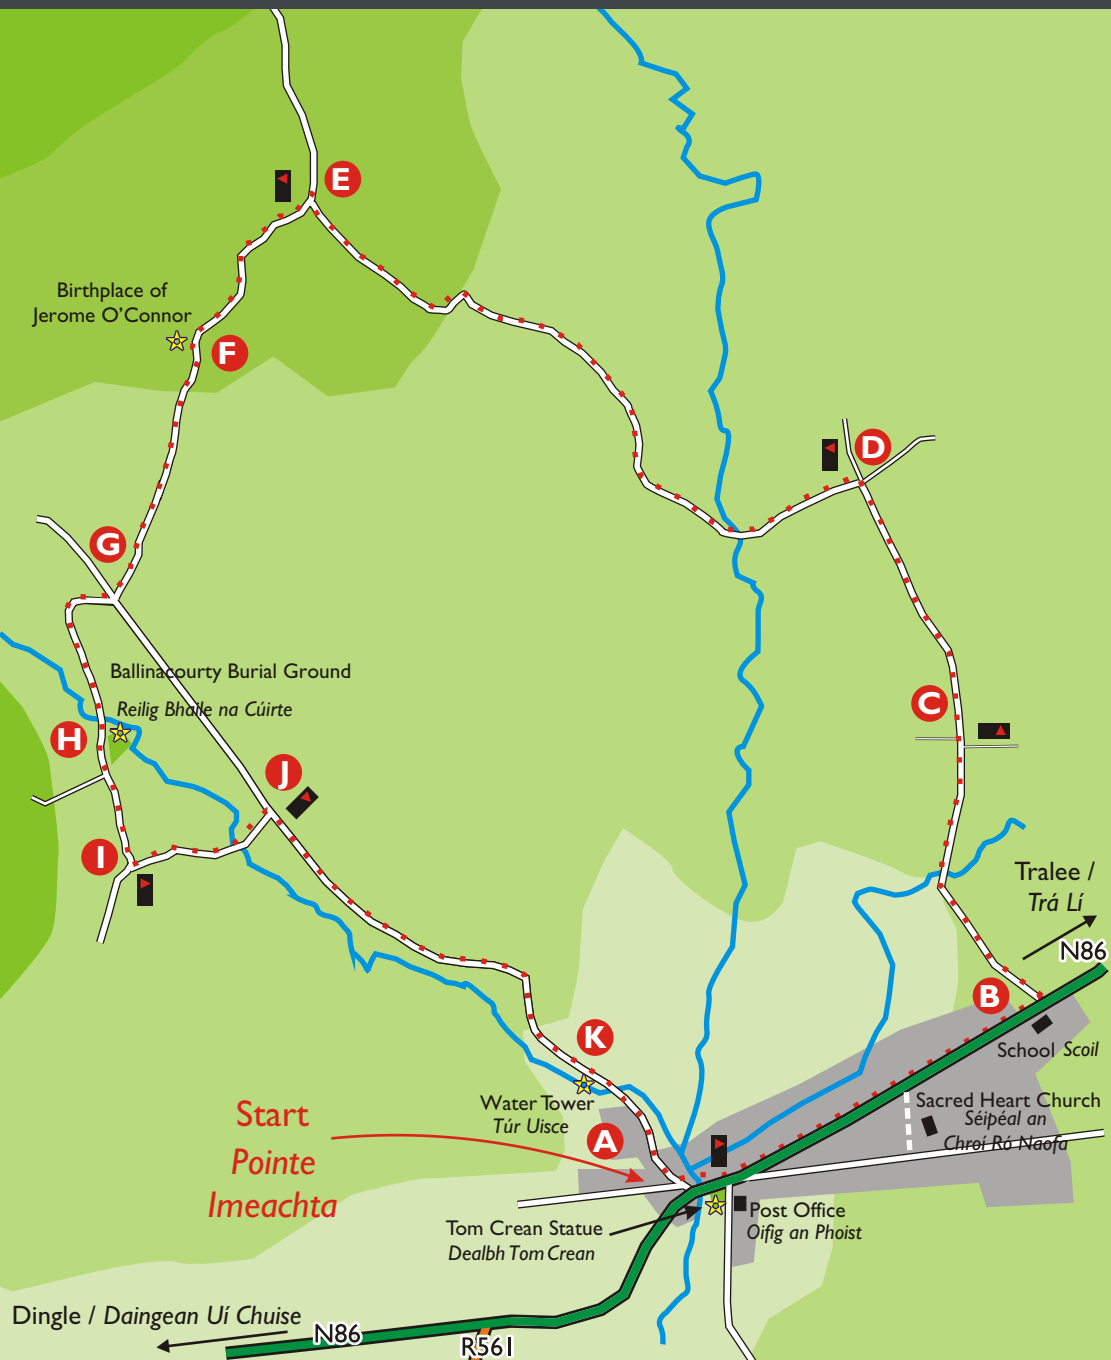 E
Birthplace of
Jerome O'Connor
F
D
G
Ballinacourty Burial Ground
Reilig Bhaile na Cúirte
C
H
J
I
Tralee /
Trá Lí
N86
B
School Scoil
K
Water Tower
Túr Uisce
Sacred Heart Church
Séipéal an
Chroí Ró Naofa
Start
Pointe
Imeachta
A
Tom Crean Statue
Dealbh Tom Crean
Post Office
Oifig an Phoist
Dingle / Daingean Uí Chuise
N86
R561